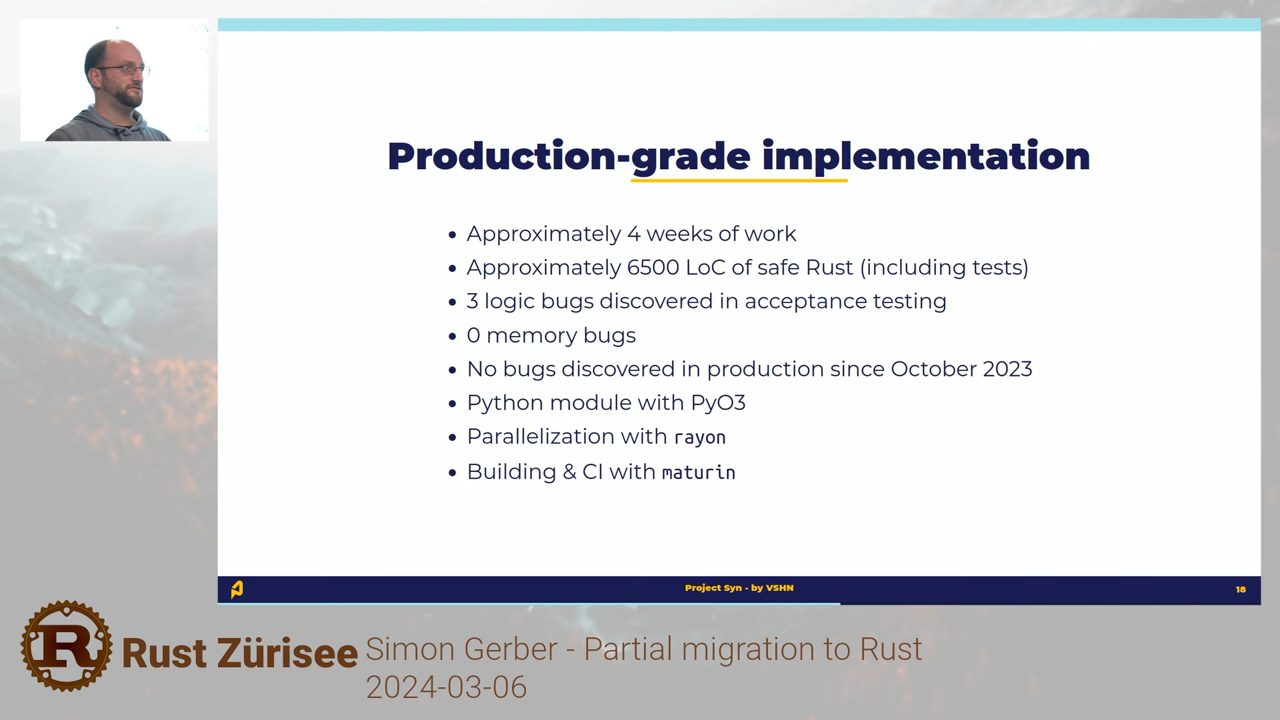 Production-grade implementation
Approximately 4 weeks of work
Approximately 6500 LoC of safe Rust (including tests)
3 logic bugs discovered in acceptance testing
0 memory bugs
No bugs discovered in production since October 2023
Python module with PyO3
Parallelization with rayon
Building & CI with maturin
Project Syn - by VSHN
18
R
Rust Zürisee
Simon Gerber - Partial migration to Rust
2024-03-06